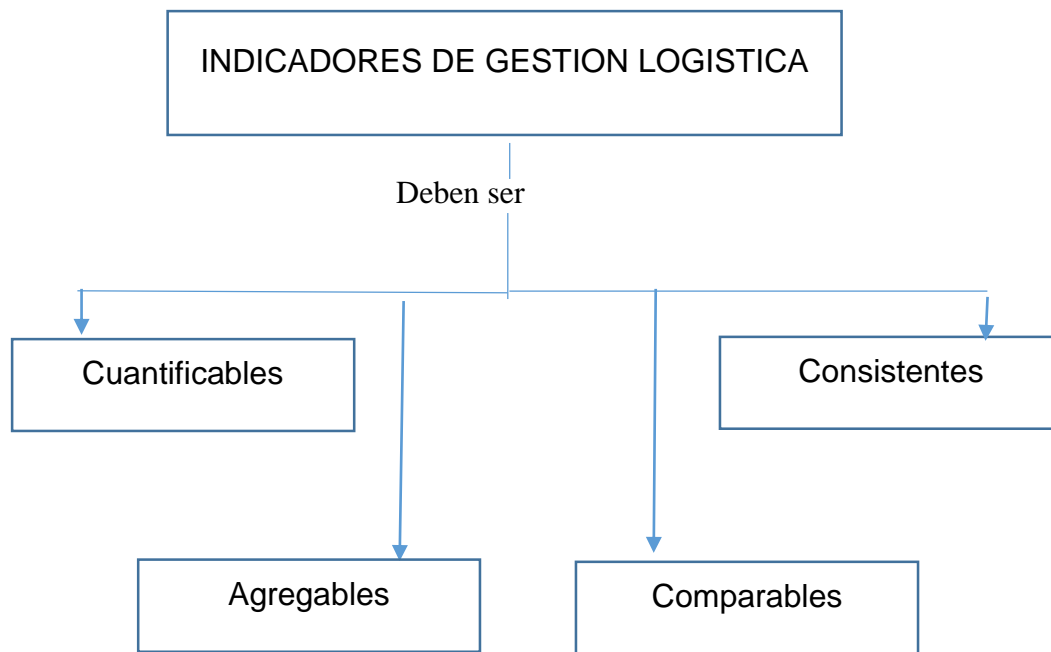 INDICADORES DE GESTION LOGISTICA
Deben ser
Cuantificables
Consistentes
Agregables
Comparables